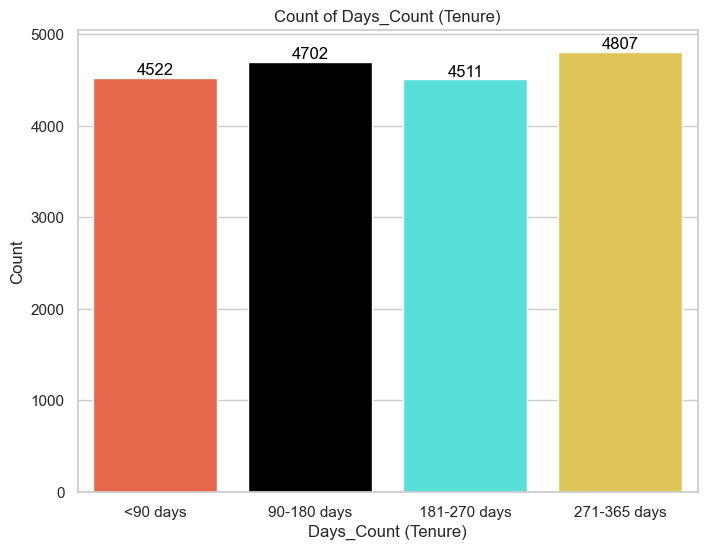 Count of Days_Count (Tenure)
5000
4000
3000
2000
1000
0
Count
4522
4702
4511
4807
<90 days
90-180 days
181-270 days
271-365 days
Days_Count (Tenure)